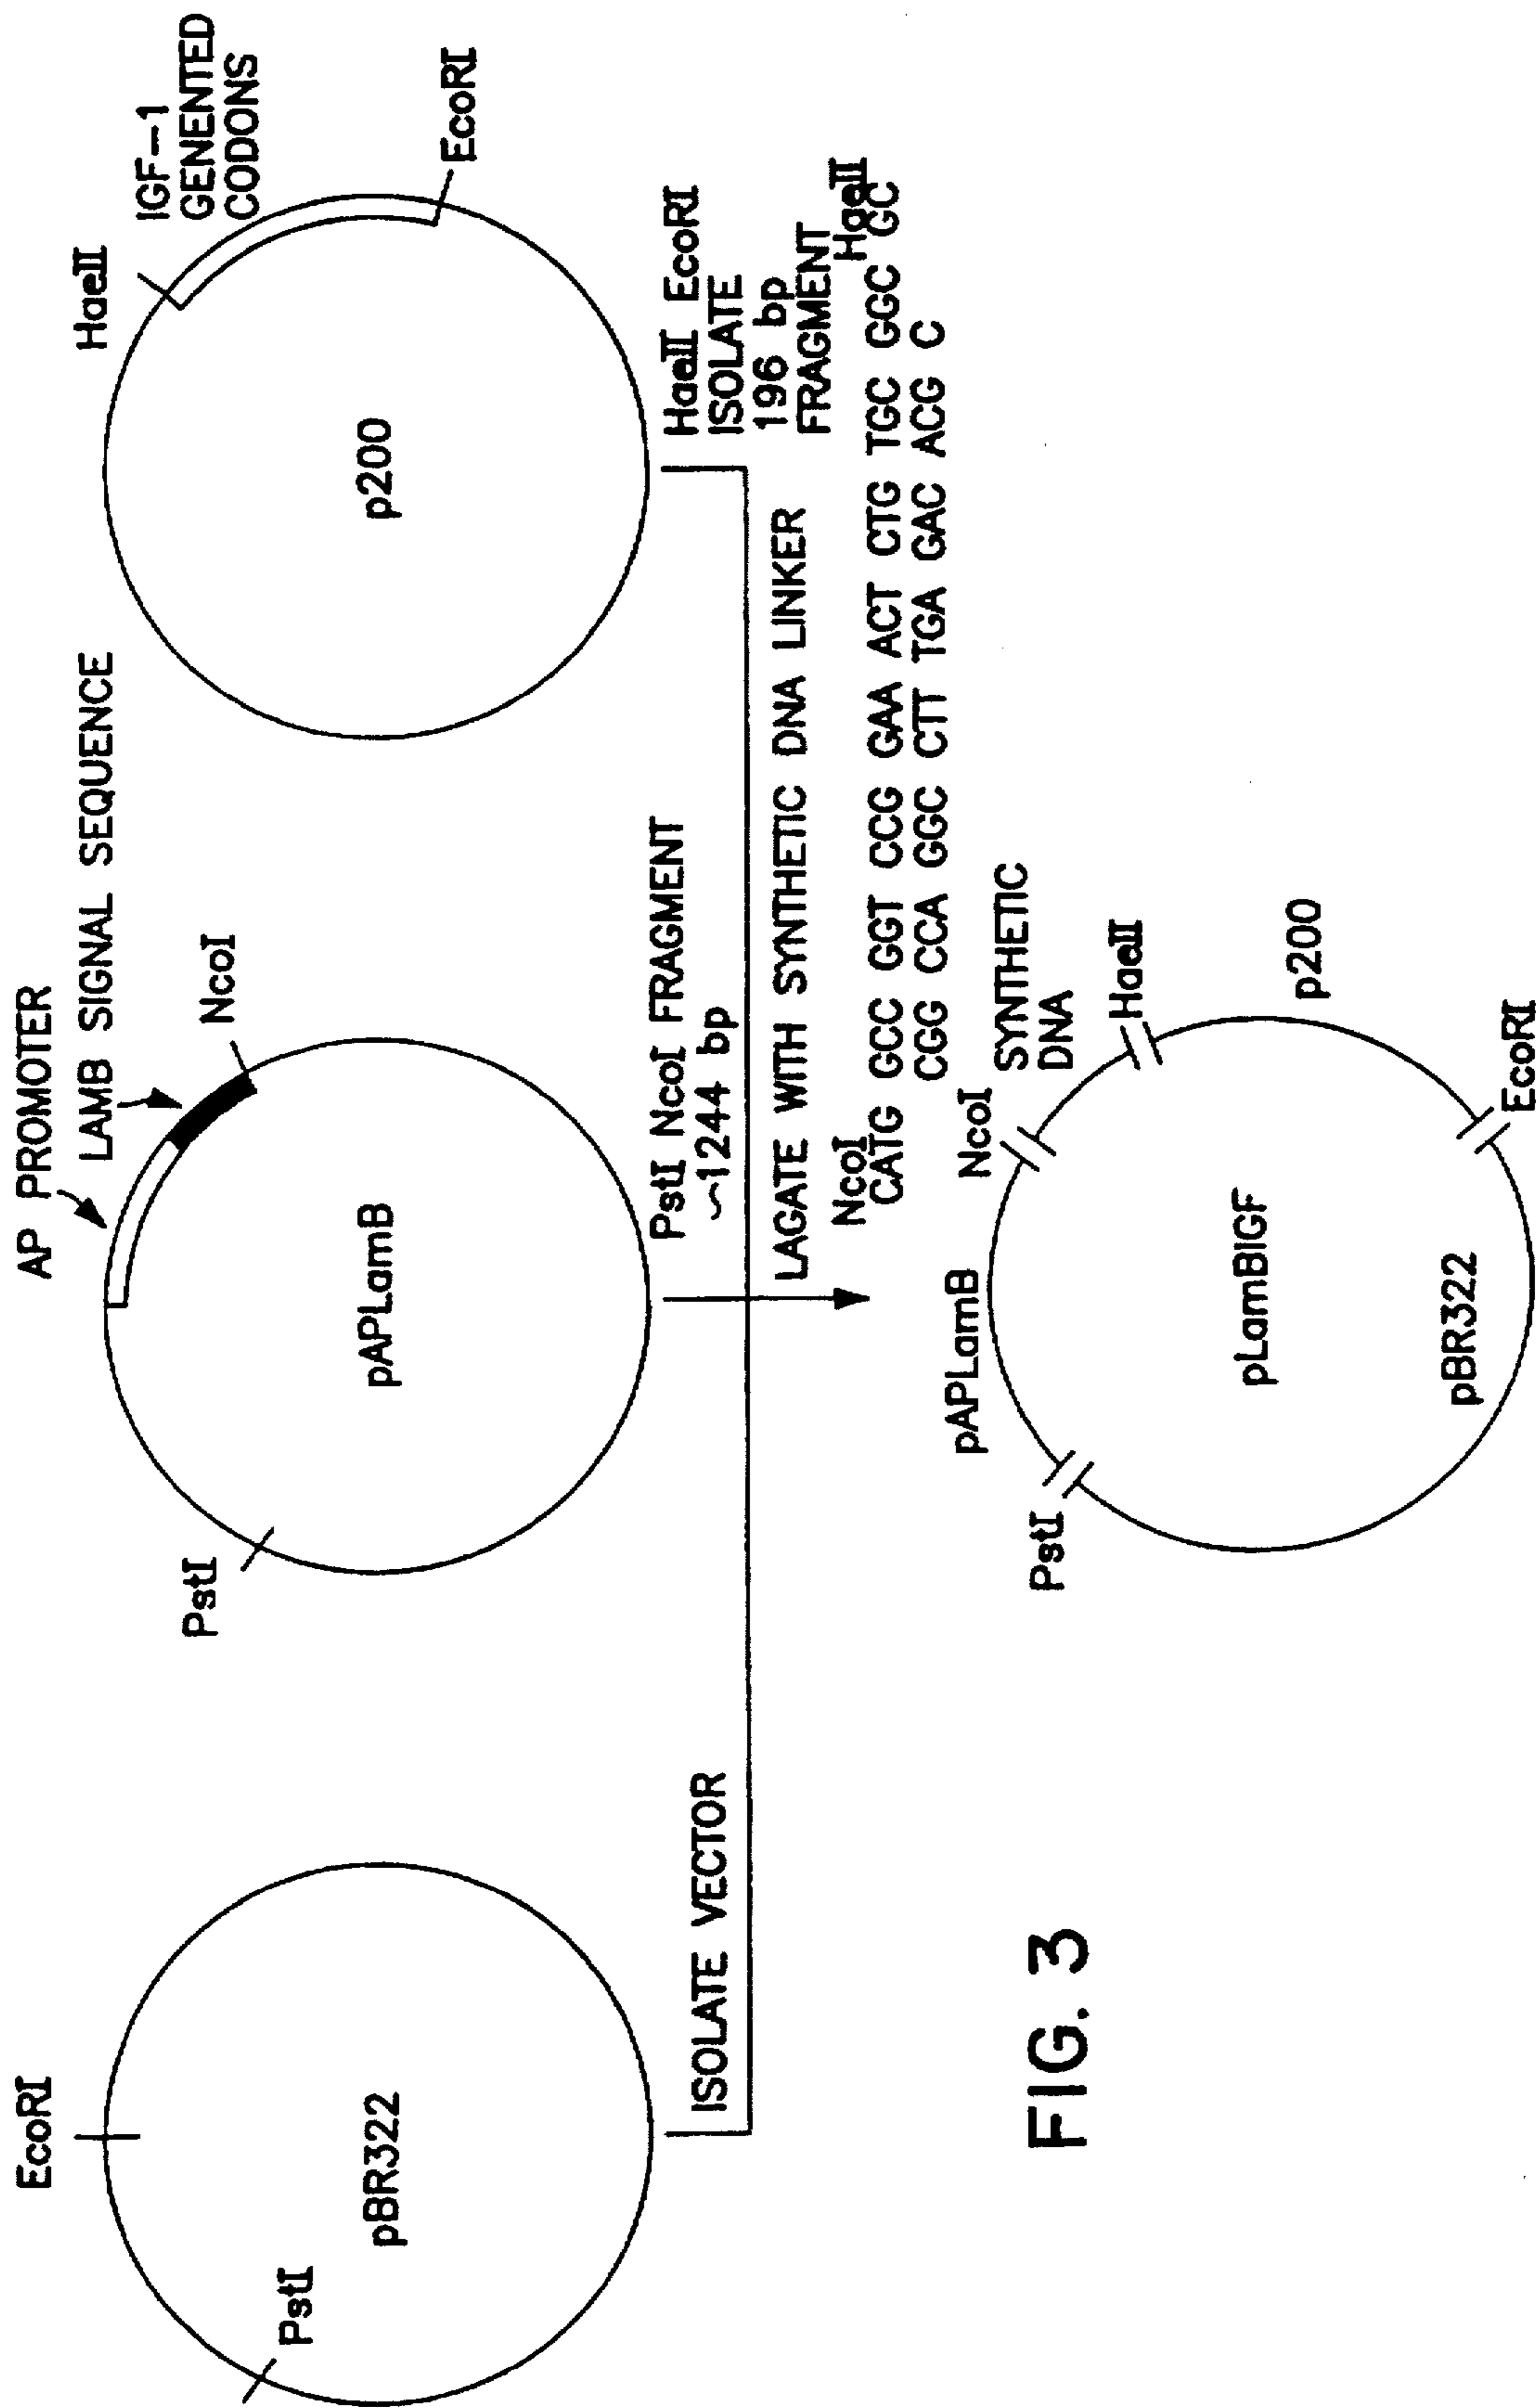 EcoRI
PstI
pBR322
ISOLATE VECTOR
AP PROMOTER
LAMB SIGNAL SEQUENCE
NcoI
PstI
pAPLamB
PstI NcoI FRAGMENT
~1244 bp
HaeII
IGF-1
GENENTED
CODONS
EcoRI
p200
HaeII EcoRI
ISOLATE
196 bp
FRAGMENT
LAGATE WITH SYNTHETIC DNA LINKER
NcoI
HaeII
CATG GCC GGT CCG GAA ACT CTG TGC GGC GC
CGG CCA GGC CTT TGA GAC ACG C
pAPLamB
NcoI
SYNTHETIC
DNA
HaeII
PstI
pLamBIGF
p200
pBR322
EcoRI
FIG. 3